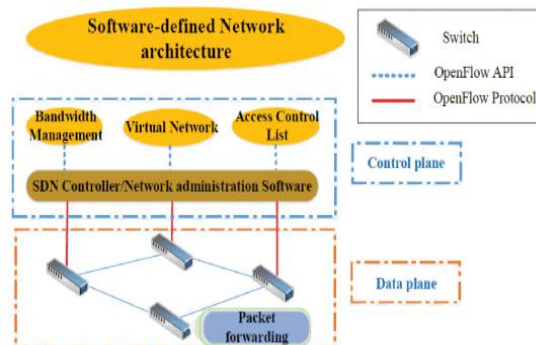 Software-defined Network
architecture
Switch
OpenFlow API
OpenFlow Protocol
Bandwidth
Management
Virtual Network
Access Control
List
Control plane
SDN Controller/Network administration Software
Data plane
Packet
forwarding